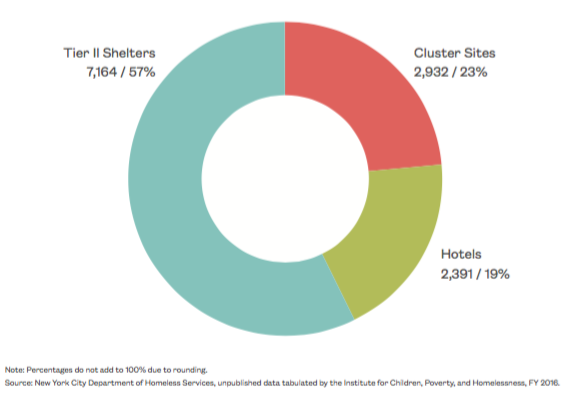 Tier II Shelters
7,164 / 57%
Cluster Sites
2,932 / 23%
Hotels
2,391 / 19%
Note: Percentages do not add to 100% due to rounding.
Source: New York City Department of Homeless Services, unpublished data tabulated by the Institute for Children, Poverty, and Homelessness, FY 2016.